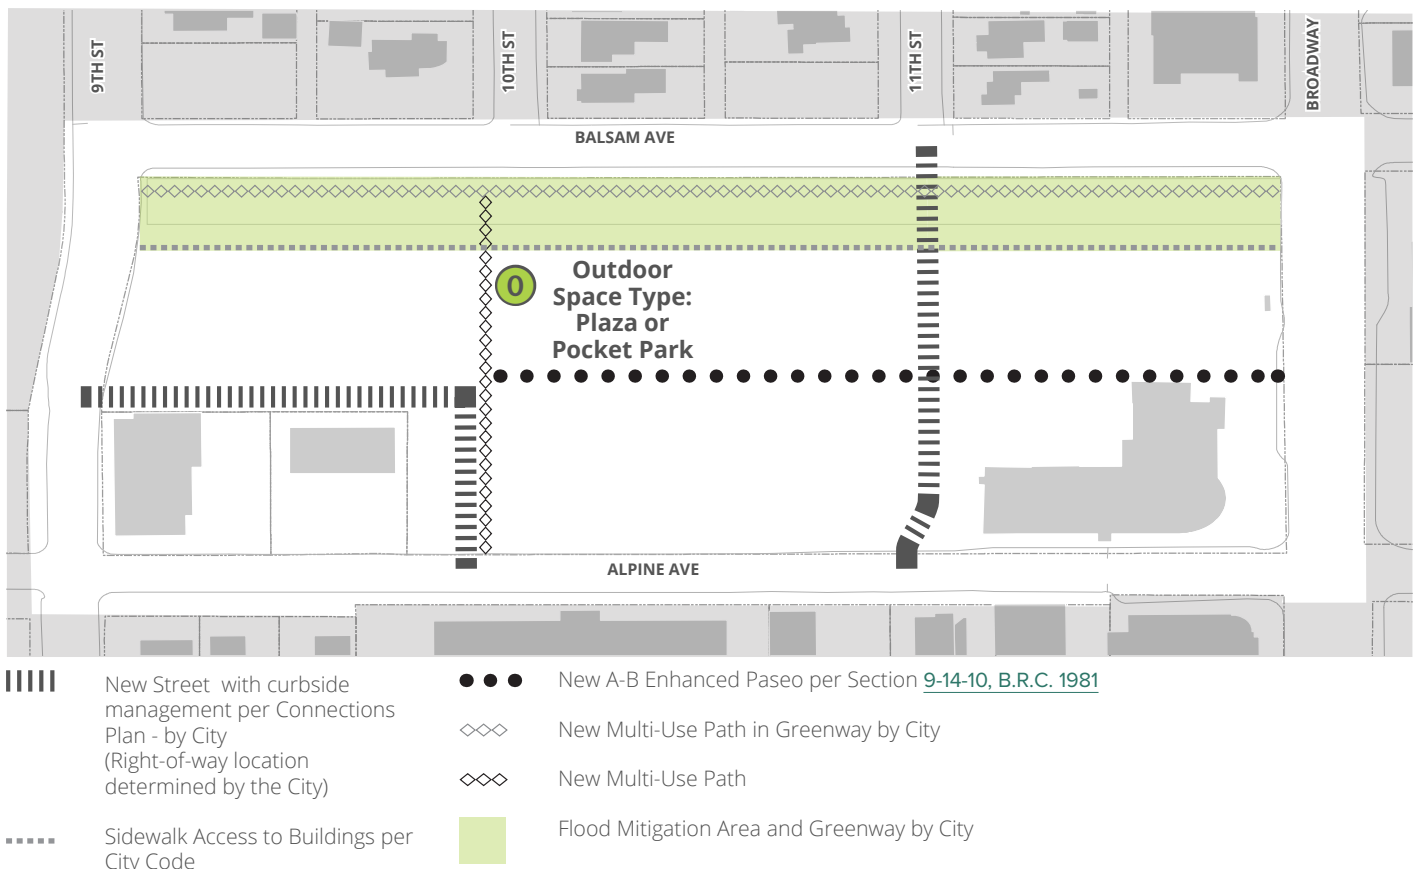 9TH ST
10TH ST
11TH ST
BROADWAY
BALSAM AVE
O
Outdoor
Space Type:
Plaza or
Pocket Park
ALPINE AVE
New Street with curbside
management per Connections
Plan - by City
(Right-of-way location
determined by the City)
Sidewalk Access to Buildings per
City Code
New A-B Enhanced Paseo per Section 9-14-10, B.R.C. 1981
New Multi-Use Path in Greenway by City
New Multi-Use Path
Flood Mitigation Area and Greenway by City